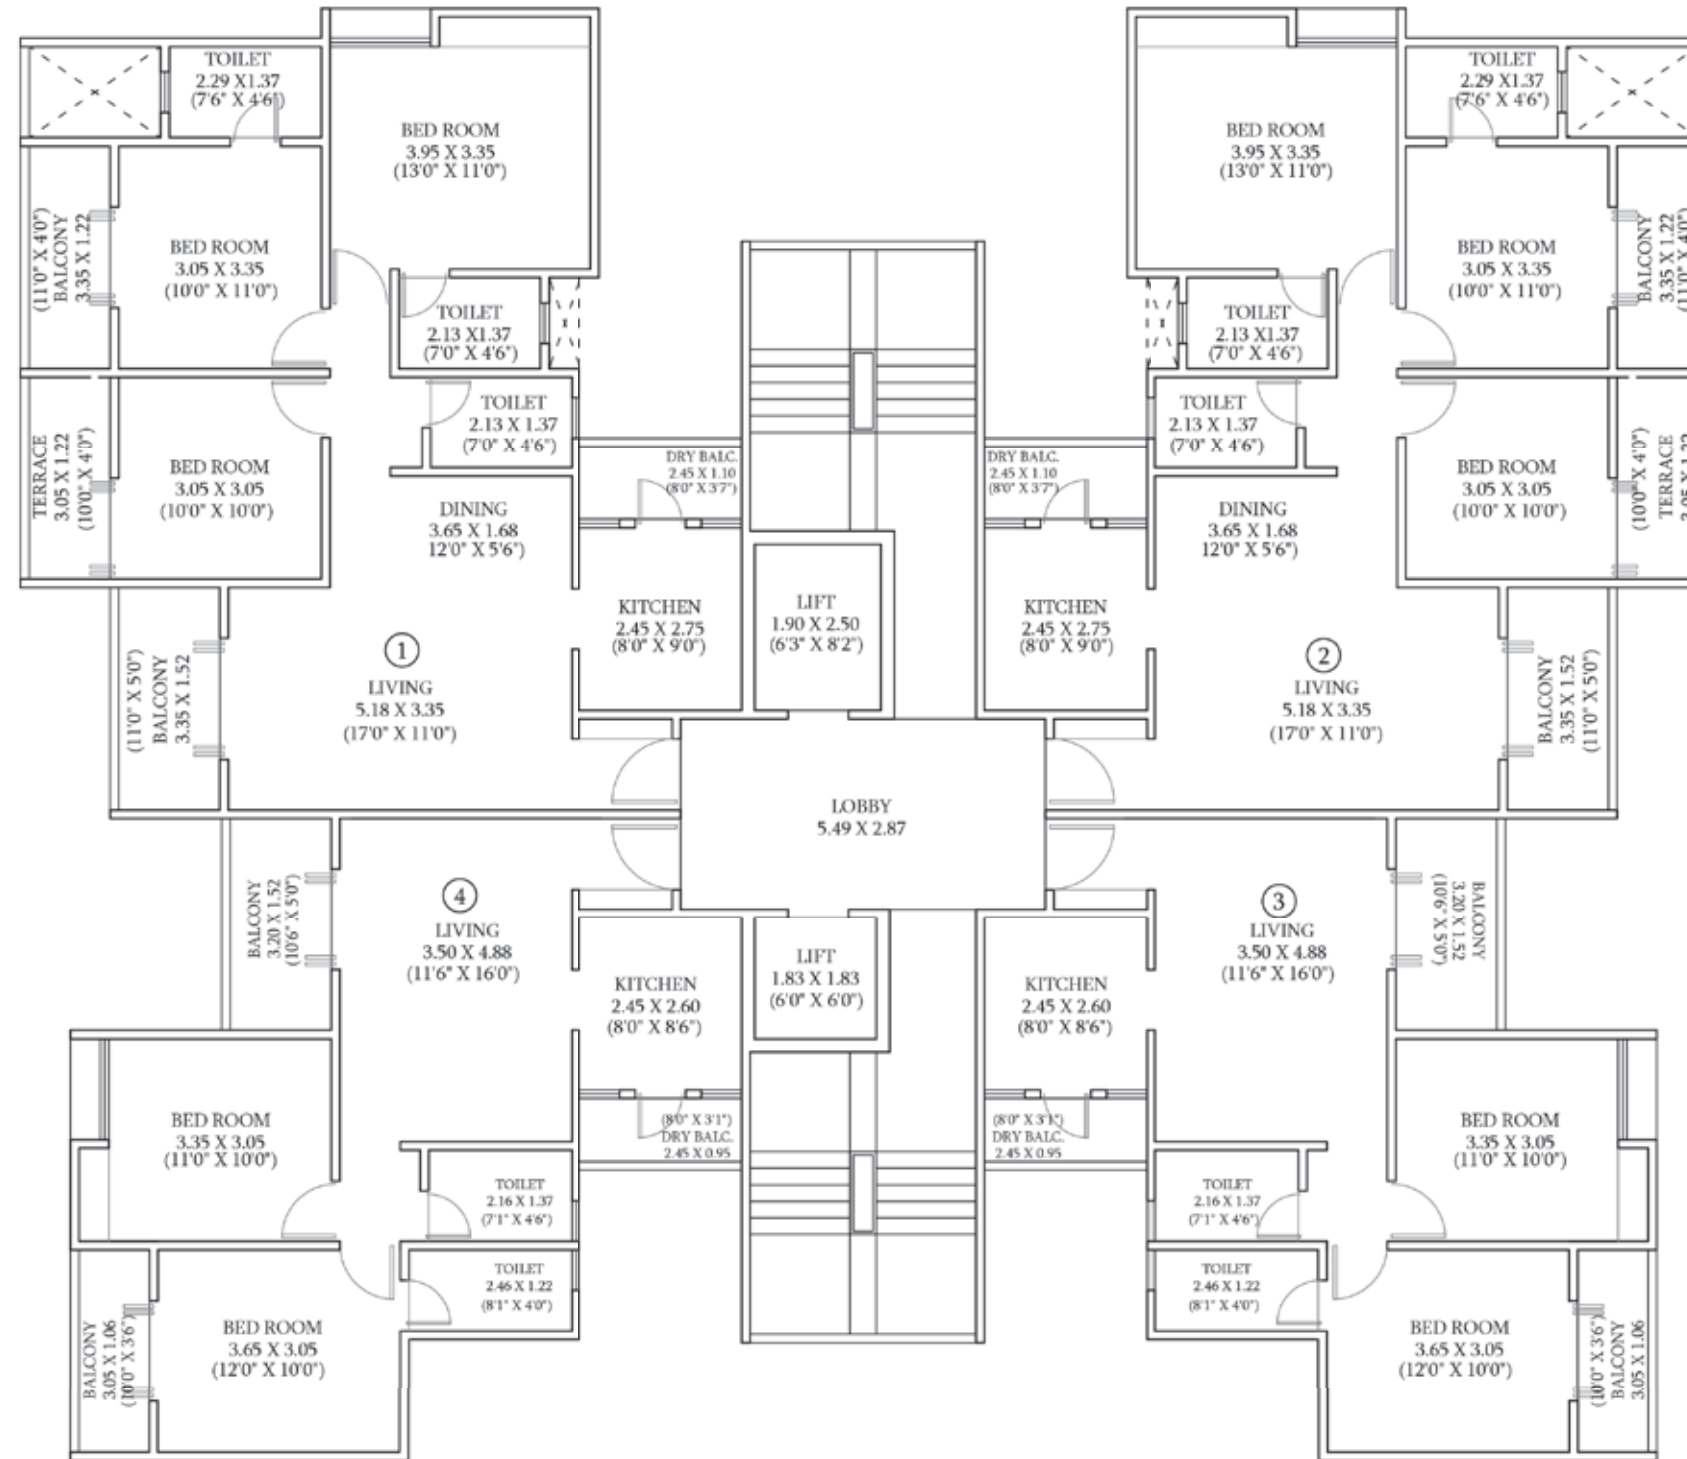 TOILET
2.29 X1.37
(7'6" X 4'6")
BED ROOM
3.95 X 3.35
(13'0" X 11'0")
(11'0" X 4'0")
BALCONY
3.35 X 1.22
BED ROOM
3.05 X 3.35
(10'0" X 11'0")
TOILET
2.13 X1.37
(7'0" X 4'6")
TOILET
2.13 X 1.37
(7'0" X 4'6")
TERRACE
3.05 X 1.22
(10'0" X 4'0")
BED ROOM
3.05 X 3.05
(10'0" X 10'0")
DRY BALC.
2.45 X 1.10
(8'0" X 3'7")
DINING
3.65 X 1.68
12'0" X 5'6")
KITCHEN
2.45 X 2.75
(8'0" X 9'0")
LIFT
1.90 X 2.50
(6'3" X 8'2")
(11'0" X 5'0")
BALCONY
3.35 X 1.52
1
LIVING
5.18 X 3.35
(17'0" X 11'0")
BED ROOM
3.95 X 3.35
(13'0" X 11'0")
TOILET
2.29 X1.37
(7'6" X 4'6")
BED ROOM
3.05 X 3.35
(10'0" X 11'0")
BALCONY
3.35 X 1.22
(11'0" X 4'0")
TOILET
2.13 X1.37
(7'0" X 4'6")
TOILET
2.13 X 1.37
(7'0" X 4'6")
BED ROOM
3.05 X 3.05
(10'0" X 10'0")
(10'0" X 4'0")
TERRACE
3.05 X 1.22
DRY BALC.
2.45 X 1.10
(8'0" X 3'7")
DINING
3.65 X 1.68
12'0" X 5'6")
KITCHEN
2.45 X 2.75
(8'0" X 9'0")
2
LIVING
5.18 X 3.35
(17'0" X 11'0")
BALCONY
3.35 X 1.52
(11'0" X 5'0")
LOBBY
5.49 X 2.87
BALCONY
3.20 X 1.52
(10'6" X 5'0")
4
LIVING
3.50 X 4.88
(11'6" X 16'0")
KITCHEN
2.45 X 2.60
(8'0" X 8'6")
LIFT
1.83 X 1.83
(6'0" X 6'0")
BED ROOM
3.35 X 3.05
(11'0" X 10'0")
(8'0" X 3'1")
DRY BALC.
2.45 X 0.95
TOILET
2.16 X 1.37
(7'1" X 4'6")
TOILET
2.46 X 1.22
(8'1" X 4'0")
BALCONY
3.05 X 1.06
(10'0" X 3'6")
BED ROOM
3.65 X 3.05
(12'0" X 10'0")
KITCHEN
2.45 X 2.60
(8'0" X 8'6")
3
LIVING
3.50 X 4.88
(11'6" X 16'0")
BALCONY
3.20 X 1.52
(10'6" X 5'0")
(8'0" X 3'1")
DRY BALC.
2.45 X 0.95
BED ROOM
3.35 X 3.05
(11'0" X 10'0")
TOILET
2.16 X 1.37
(7'1" X 4'6")
TOILET
2.46 X 1.22
(8'1" X 4'0")
BED ROOM
3.65 X 3.05
(12'0" X 10'0")
(10'0" X 3'6")
BALCONY
3.05 X 1.06